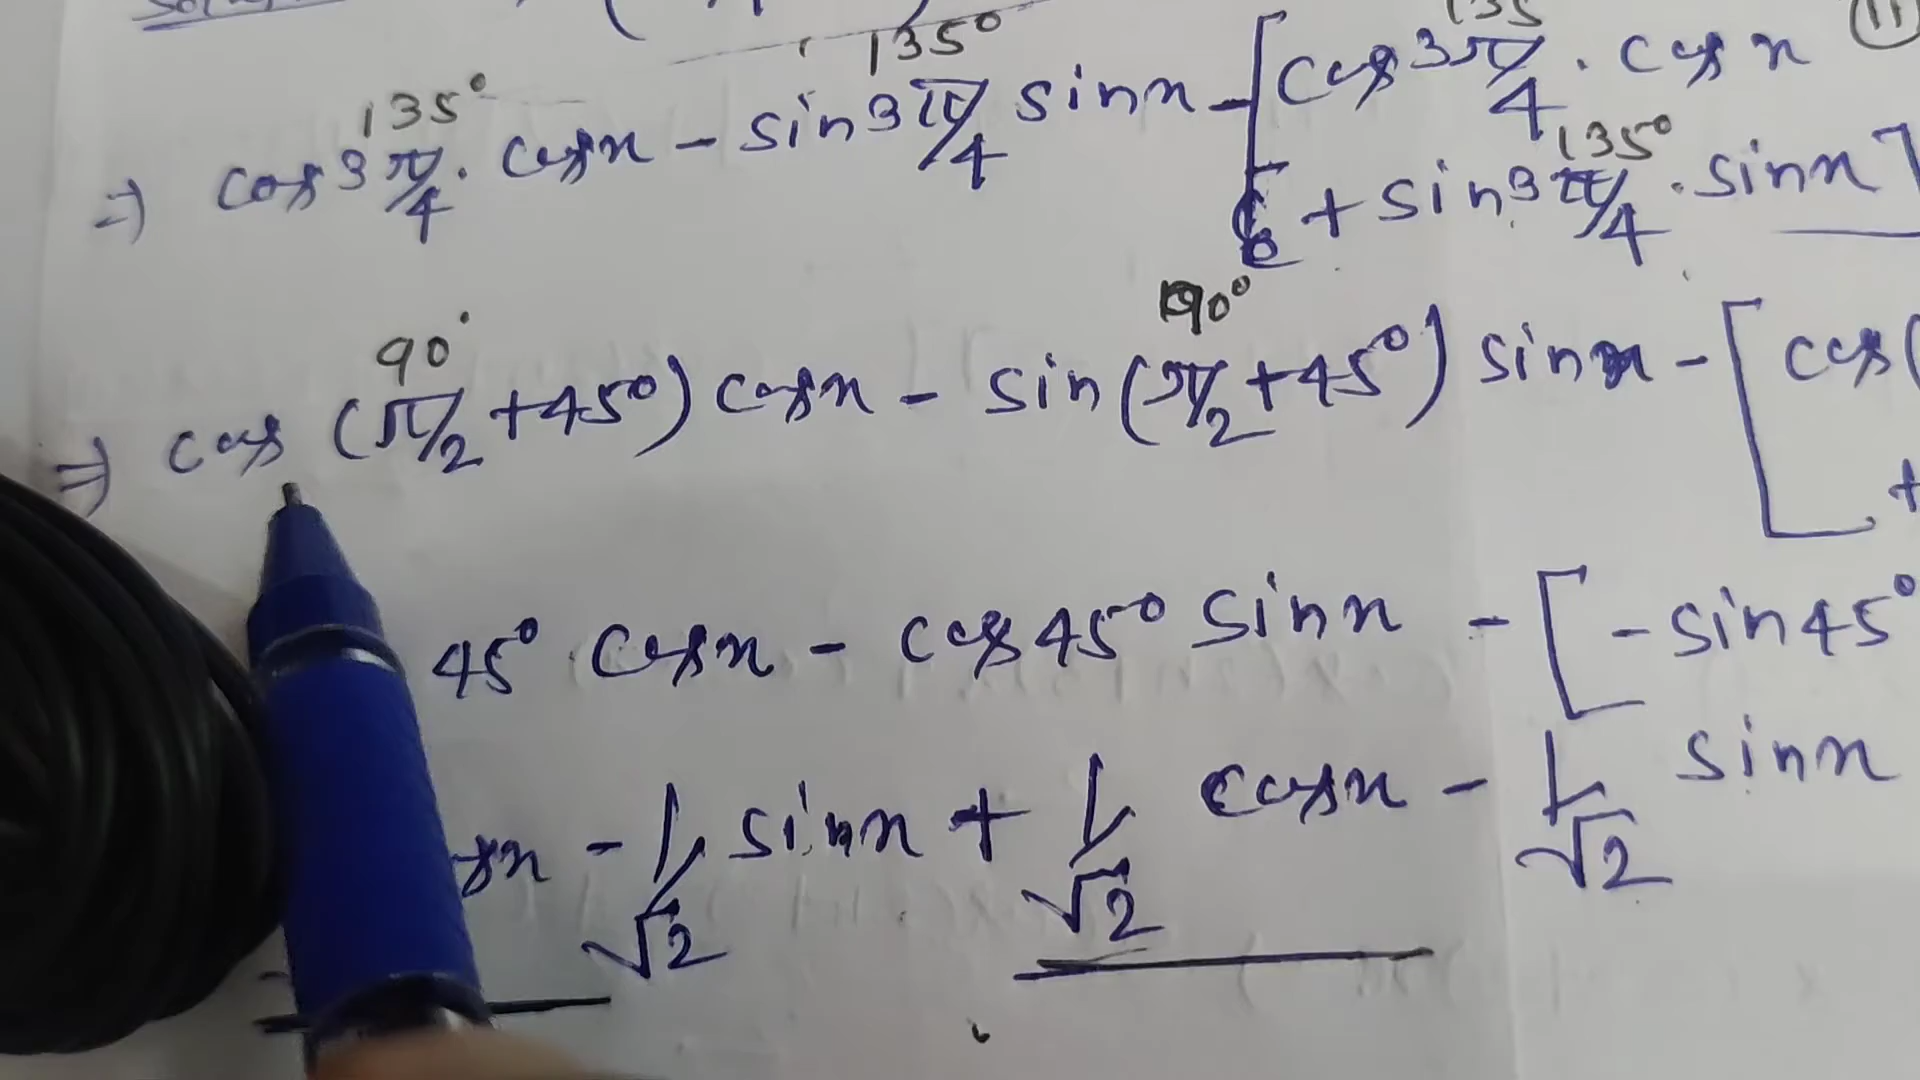 135° 135° 135
⇒ cos 3π/4 . cos x - sin 3π/4 sin x - [cos 3π/4 . cos x (11)
135°
+ sin 3π/4 . sin x]
90° 90°
⇒ cos (π/2 + 45°) cos x - sin (π/2 + 45°) sin x - [cos (
+
45° cos x - cos 45° sin x - [- sin 45°
- 1/√2 sin x + 1/√2 cos x - 1/√2 sin x